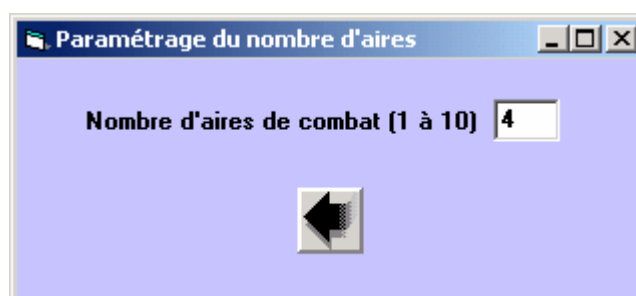 Paramétrage du nombre d'aires
Nombre d'aires de combat (1 à 10) 4